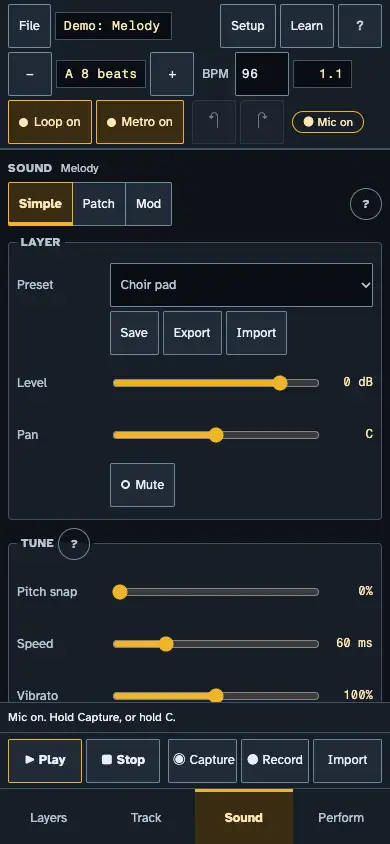 File Demo: Melody Setup Learn ?
− A 8 beats + BPM 96 1.1
Loop on Metro on Mic on
SOUND Melody
Simple Patch Mod ?
LAYER
Preset Choir pad
Save Export Import
Level 0 dB
Pan C
Mute
TUNE ?
Pitch snap 0%
Speed 60 ms
Vibrato 100%
Mic on. Hold Capture, or hold C.
Play Stop Capture Record Import
Layers Track Sound Perform